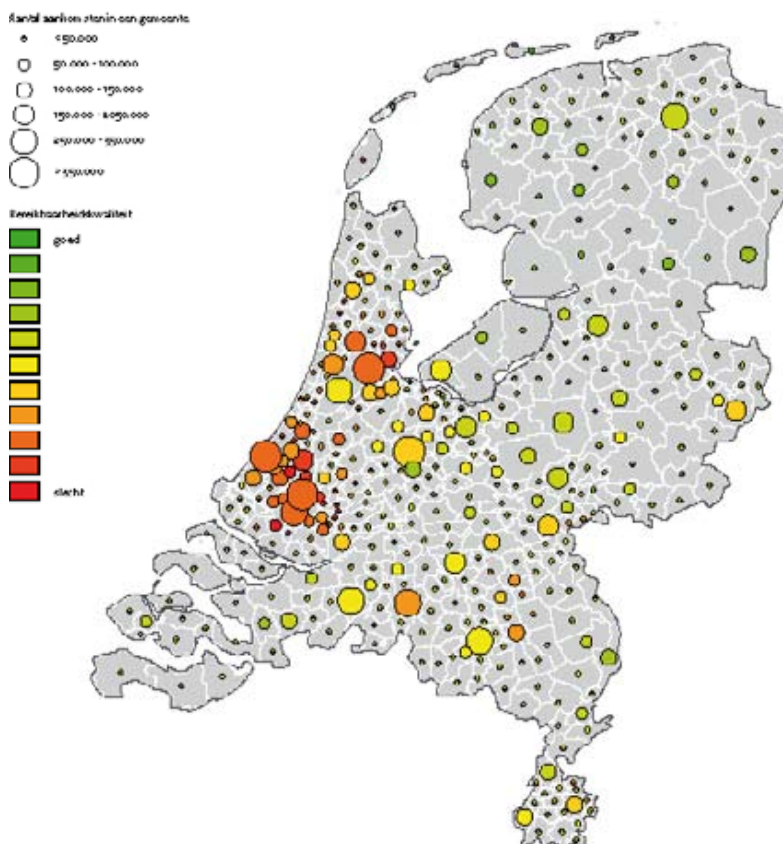 Aantal aankomsten in een gemeente
< 50.000
50.000 - 100.000
100.000 - 150.000
150.000 - 2050.000
250.000 - 350.000
> 350.000
Bereikbaarheidskwaliteit
goed
slecht